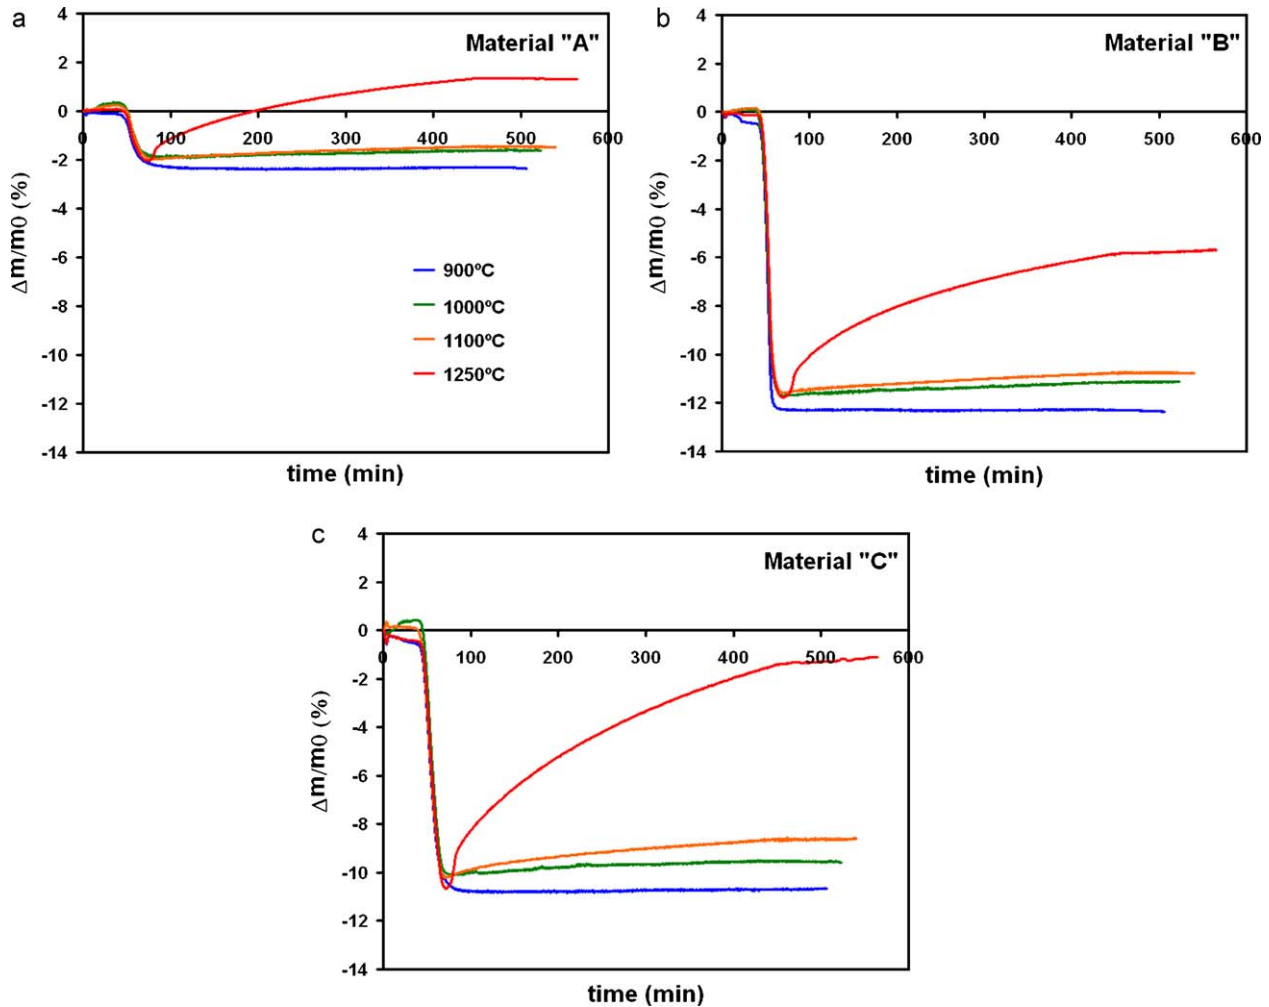 a
Material "A"
4
2
0
-2
-4
-6
-8
-10
-12
-14
0 100 200 300 400 500 600
Δm/m0 (%)
time (min)
900ºC
1000ºC
1100ºC
1250ºC
b
Material "B"
4
2
0
-2
-4
-6
-8
-10
-12
-14
0 100 200 300 400 500 600
Δm/m0 (%)
time (min)
c
Material "C"
4
2
0
-2
-4
-6
-8
-10
-12
-14
0 100 200 300 400 500 600
Δm/m0 (%)
time (min)